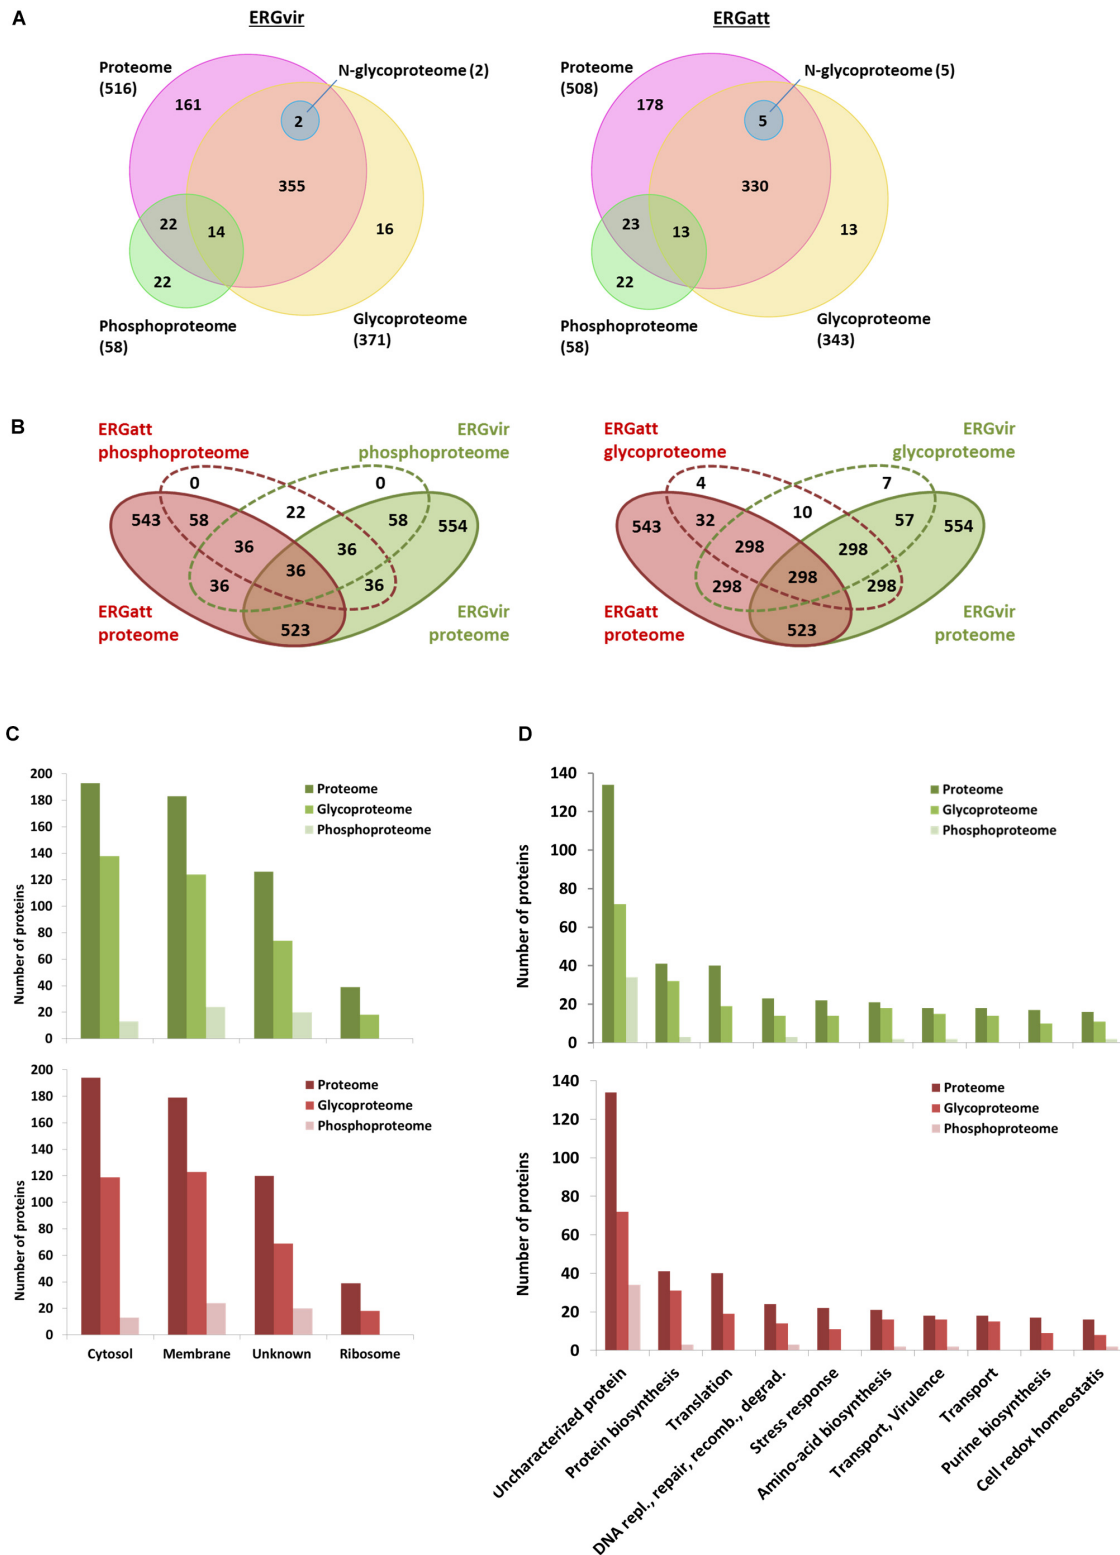 A
ERGvir
ERGatt
Proteome
(516)
N-glycoproteome (2)
161
2
355
22
14
16
22
Phosphoproteome
(58)
Glycoproteome
(371)
Proteome
(508)
N-glycoproteome (5)
178
5
330
23
13
13
22
Phosphoproteome
(58)
Glycoproteome
(343)
B
ERGatt
phosphoproteome
ERGvir
phosphoproteome
0
0
543
58
22
58
554
36
36
36
36
36
523
ERGatt
proteome
ERGvir
proteome
ERGatt
glycoproteome
ERGvir
glycoproteome
4
7
543
32
10
57
554
298
298
298
298
298
523
ERGatt
proteome
ERGvir
proteome
C
Number of proteins
200
180
160
140
120
100
80
60
40
20
0
Proteome
Glycoproteome
Phosphoproteome
Number of proteins
200
180
160
140
120
100
80
60
40
20
0
Proteome
Glycoproteome
Phosphoproteome
Cytosol
Membrane
Unknown
Ribosome
D
Number of proteins
140
120
100
80
60
40
20
0
Proteome
Glycoproteome
Phosphoproteome
Number of proteins
140
120
100
80
60
40
20
0
Proteome
Glycoproteome
Phosphoproteome
Uncharacterized protein
Protein biosynthesis
Translation
DNA repl., repair, recomb., degrad.
Stress response
Amino-acid biosynthesis
Transport, Virulence
Transport
Purine biosynthesis
Cell redox homeostatis